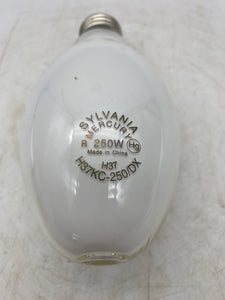 SYLVANIA
MERCURY
R 250W Hg
Made in China
H37
H37KC-250/DX